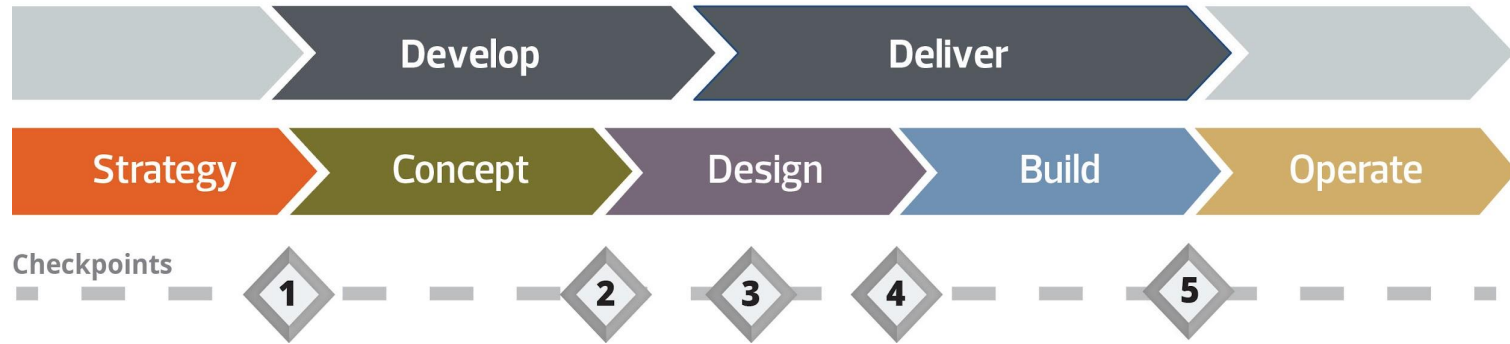 Develop Deliver
Strategy Concept Design Build Operate
Checkpoints
1 2 3 4 5